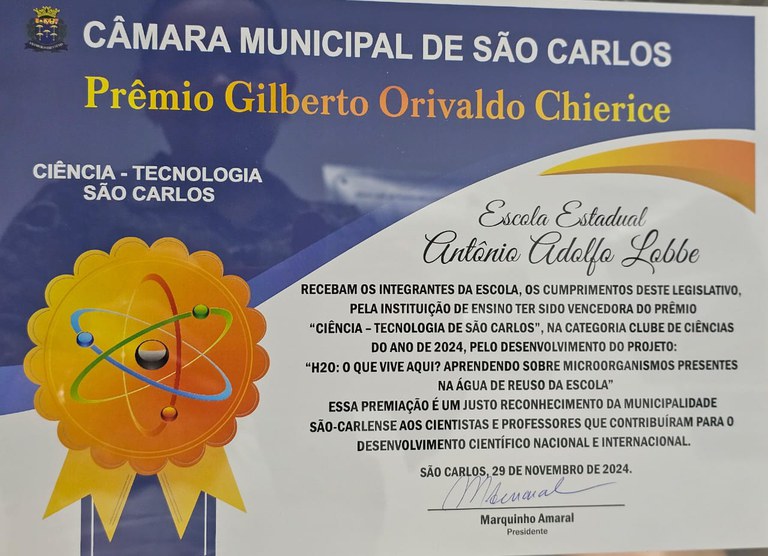 CÂMARA MUNICIPAL DE SÃO CARLOS
Prêmio Gilberto Orivaldo Chierice
CIÊNCIA - TECNOLOGIA
SÃO CARLOS
Escola Estadual
Antônio Adolfo Lobbe
RECEBAM OS INTEGRANTES DA ESCOLA, OS CUMPRIMENTOS DESTE LEGISLATIVO,
PELA INSTITUIÇÃO DE ENSINO TER SIDO VENCEDORA DO PRÊMIO
“CIÊNCIA – TECNOLOGIA DE SÃO CARLOS”, NA CATEGORIA CLUBE DE CIÊNCIAS
DO ANO DE 2024, PELO DESENVOLVIMENTO DO PROJETO:
“H2O: O QUE VIVE AQUI? APRENDENDO SOBRE MICROORGANISMOS PRESENTES
NA ÁGUA DE REUSO DA ESCOLA”
ESSA PREMIAÇÃO É UM JUSTO RECONHECIMENTO DA MUNICIPALIDADE
SÃO-CARLENSE AOS CIENTISTAS E PROFESSORES QUE CONTRIBUÍRAM PARA O
DESENVOLVIMENTO CIENTÍFICO NACIONAL E INTERNACIONAL.
SÃO CARLOS, 29 DE NOVEMBRO DE 2024.
Marquinho Amaral
Presidente